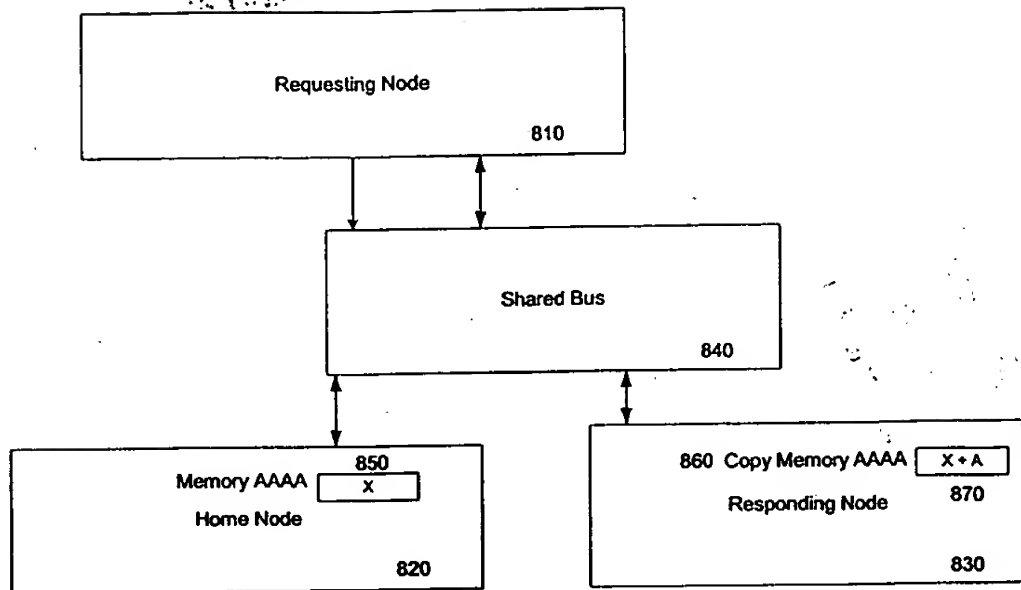 Requesting Node
810
Shared Bus
840
850
Memory AAAA X
Home Node
820
860 Copy Memory AAAA X + A
870
Responding Node
830